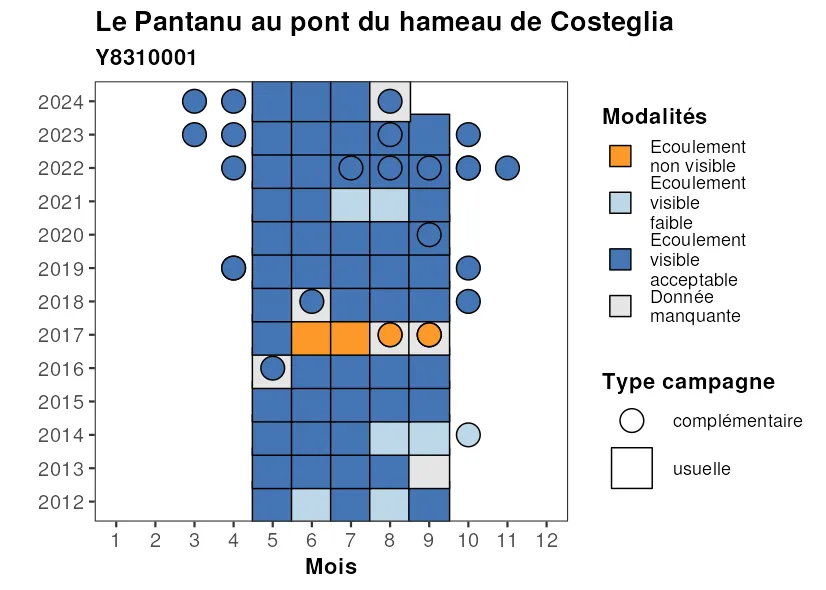 Le Pantanu au pont du hameau de Costeglia
Y8310001
2024
2023
2022
2021
2020
2019
2018
2017
2016
2015
2014
2013
2012
1 2 3 4 5 6 7 8 9 10 11 12
Mois
Modalités
Ecoulement
non visible
Ecoulement
visible
faible
Ecoulement
visible
acceptable
Donnée
manquante
Type campagne
complémentaire
usuelle